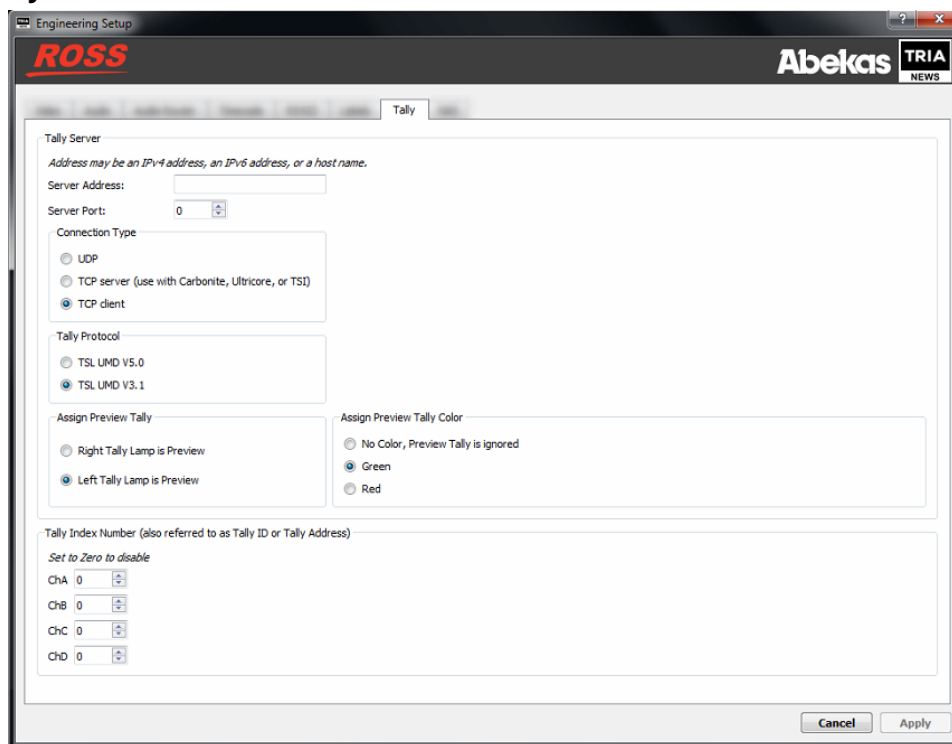 Engineering Setup
ROSS
Abekas TRIA NEWS
Tally
Tally Server
Address may be an IPv4 address, an IPv6 address, or a host name.
Server Address:
Server Port: 0
Connection Type
UDP
TCP server (use with Carbonite, Ultricore, or TSI)
TCP client
Tally Protocol
TSL UMD V5.0
TSL UMD V3.1
Assign Preview Tally
Right Tally Lamp is Preview
Left Tally Lamp is Preview
Assign Preview Tally Color
No Color, Preview Tally is ignored
Green
Red
Tally Index Number (also referred to as Tally ID or Tally Address)
Set to Zero to disable
ChA 0
ChB 0
ChC 0
ChD 0
Cancel Apply